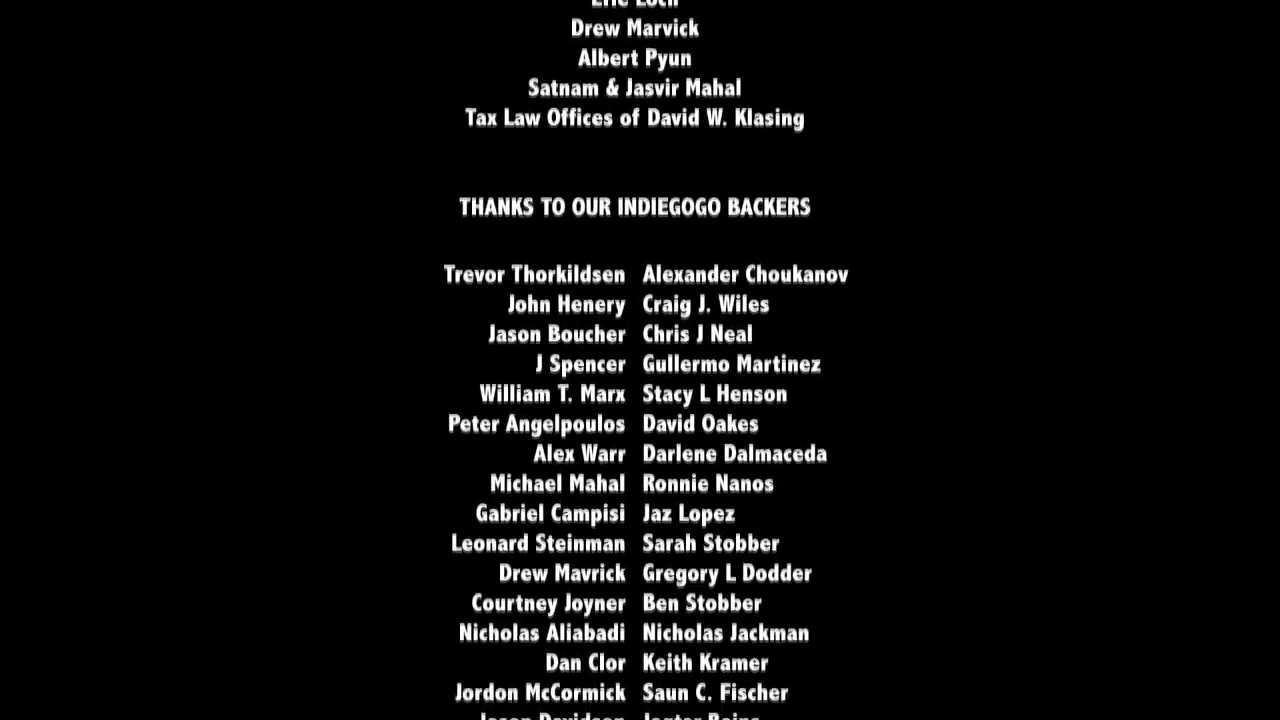 Drew Marvick
Albert Pyun
Satnam & Jasvir Mahal
Tax Law Offices of David W. Klasing
THANKS TO OUR INDIEGOGO BACKERS
Trevor Thorkildsen Alexander Choukanov
John Henery Craig J. Wiles
Jason Boucher Chris J Neal
J Spencer Gullermo Martinez
William T. Marx Stacy L Henson
Peter Angelpoulos David Oakes
Alex Warr Darlene Dalmaceda
Michael Mahal Ronnie Nanos
Gabriel Campisi Jaz Lopez
Leonard Steinman Sarah Stobber
Drew Mavrick Gregory L Dodder
Courtney Joyner Ben Stobber
Nicholas Aliabadi Nicholas Jackman
Dan Clor Keith Kramer
Jordon McCormick Saun C. Fischer